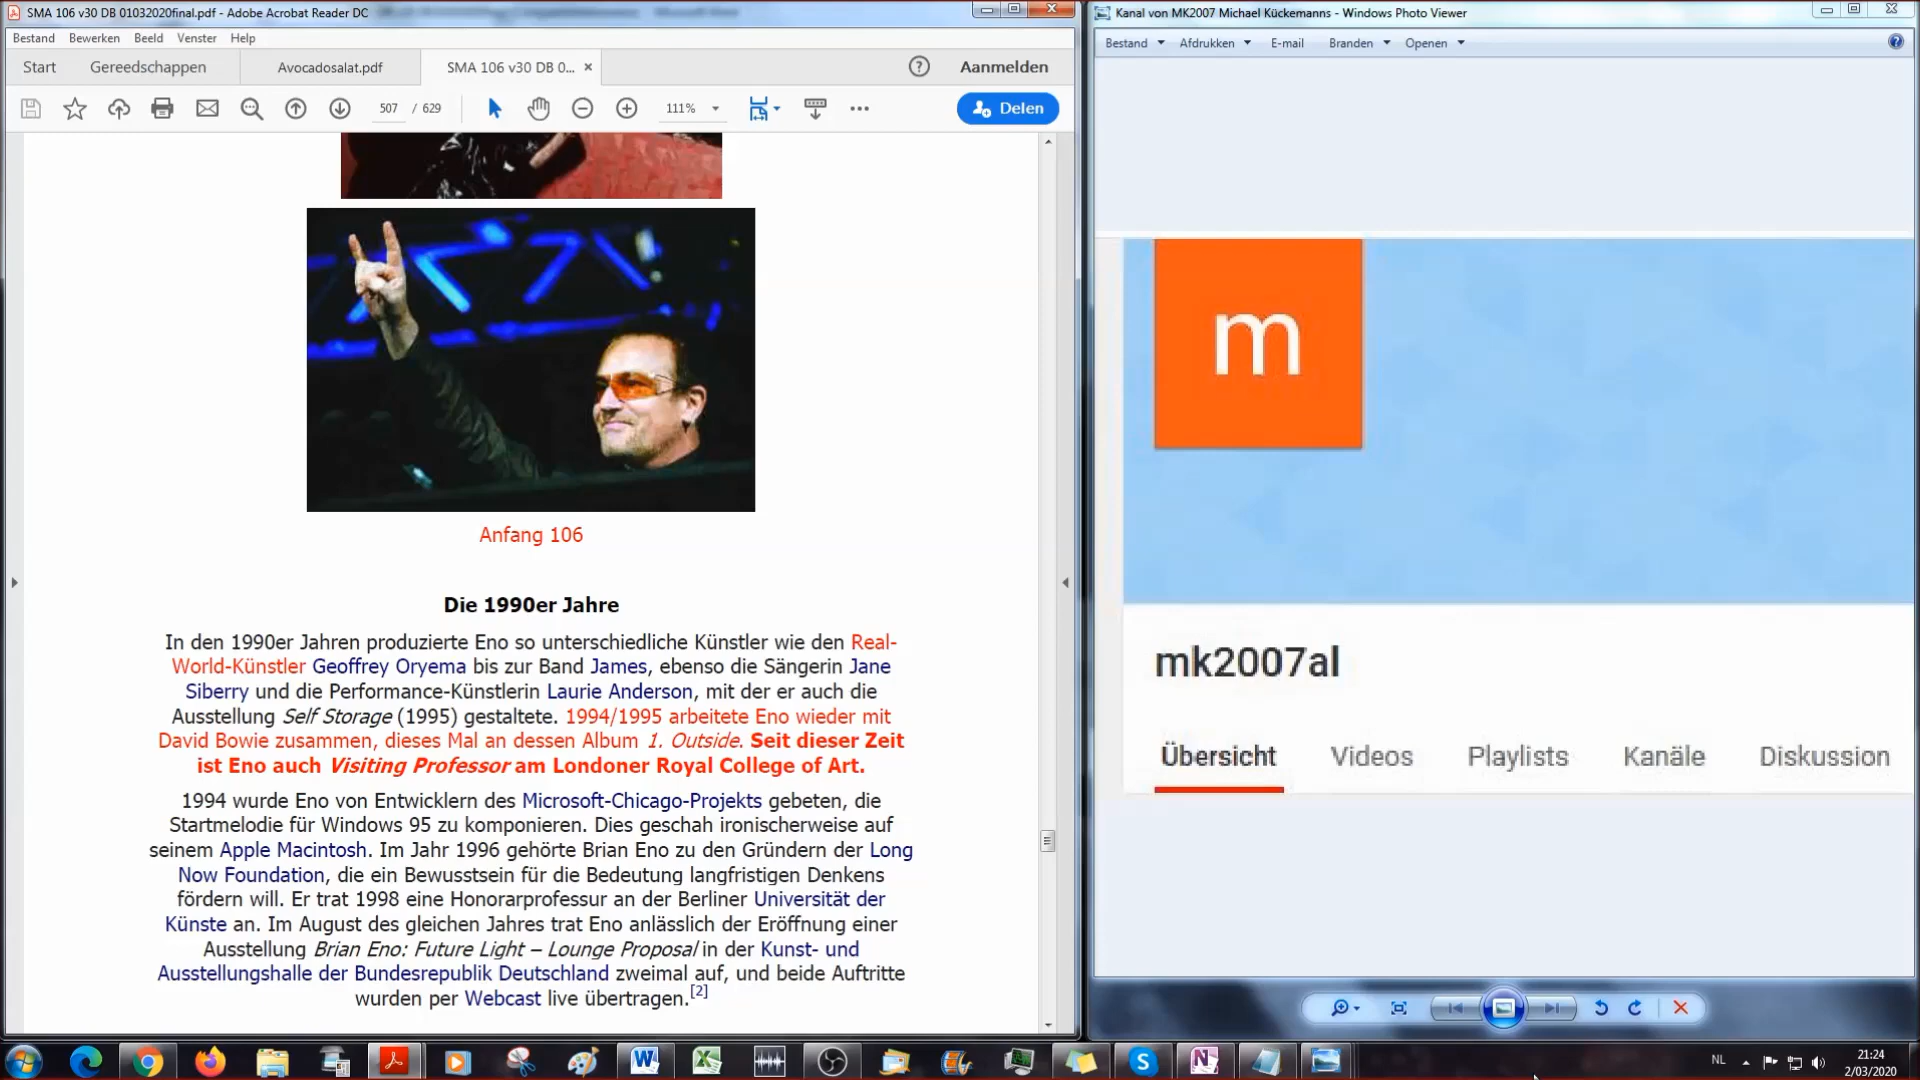 SMA 106 v30 DB 01032020final.pdf - Adobe Acrobat Reader DC
Bestand Bewerken Beeld Venster Help
Start Gereedschappen Avocadosalat.pdf SMA 106 v30 DB 0... × Aanmelden
507 / 629 111% Delen
Anfang 106
Die 1990er Jahre
In den 1990er Jahren produzierte Eno so unterschiedliche Künstler wie den Real-
World-Künstler Geoffrey Oryema bis zur Band James, ebenso die Sängerin Jane
Siberry und die Performance-Künstlerin Laurie Anderson, mit der er auch die
Ausstellung Self Storage (1995) gestaltete. 1994/1995 arbeitete Eno wieder mit
David Bowie zusammen, dieses Mal an dessen Album 1. Outside. Seit dieser Zeit
ist Eno auch Visiting Professor am Londoner Royal College of Art.
1994 wurde Eno von Entwicklern des Microsoft-Chicago-Projekts gebeten, die
Startmelodie für Windows 95 zu komponieren. Dies geschah ironischerweise auf
seinem Apple Macintosh. Im Jahr 1996 gehörte Brian Eno zu den Gründern der Long
Now Foundation, die ein Bewusstsein für die Bedeutung langfristigen Denkens
fördern will. Er trat 1998 eine Honorarprofessur an der Berliner Universität der
Künste an. Im August des gleichen Jahres trat Eno anlässlich der Eröffnung einer
Ausstellung Brian Eno: Future Light – Lounge Proposal in der Kunst- und
Ausstellungshalle der Bundesrepublik Deutschland zweimal auf, und beide Auftritte
wurden per Webcast live übertragen.[2]
Kanal von MK2007 Michael Kückemanns - Windows Photo Viewer
Bestand Afdrukken E-mail Branden Openen
m
mk2007al
Übersicht Videos Playlists Kanäle Diskussion
NL
21:24
2/03/2020